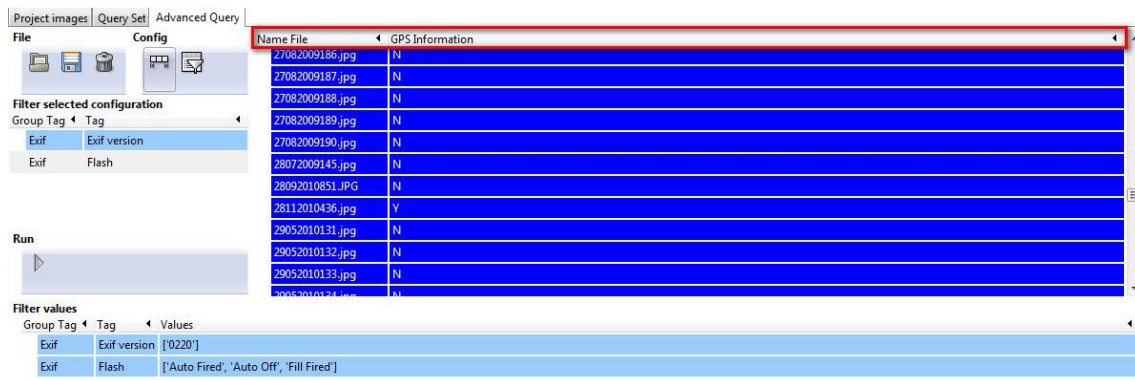 Project images Query Set Advanced Query
File Config
Name File GPS Information
27082009186.jpg N
27082009187.jpg N
27082009188.jpg N
27082009189.jpg N
27082009190.jpg N
28072009145.jpg N
28092010851.JPG N
28112010436.jpg Y
29052010131.jpg N
29052010132.jpg N
29052010133.jpg N
29052010134.jpg N
Filter selected configuration
Group Tag Tag
Exif Exif version
Exif Flash
Run
Filter values
Group Tag Tag Values
Exif Exif version ['0220']
Exif Flash ['Auto Fired', 'Auto Off', 'Fill Fired']